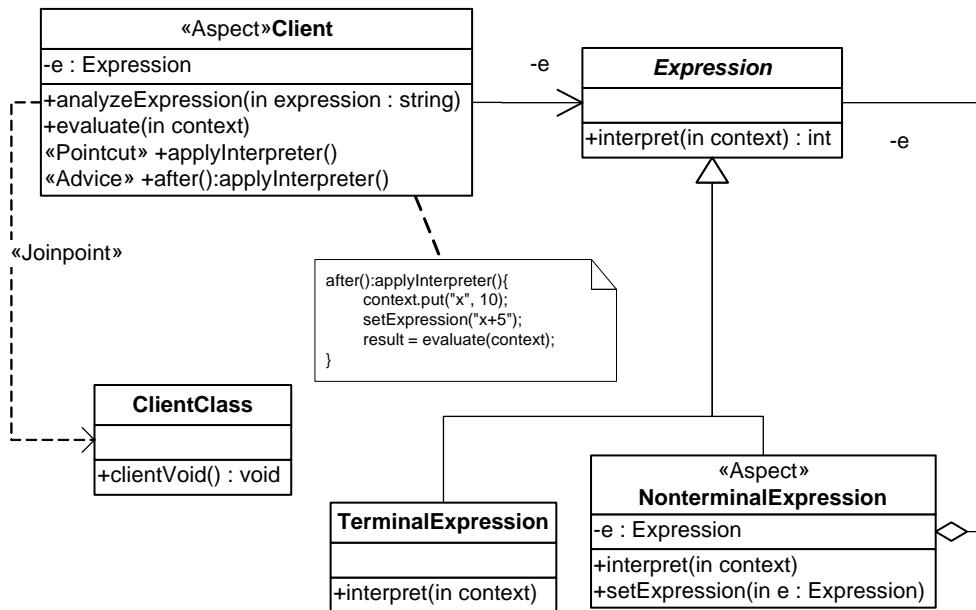 «Aspect»Client
-e : Expression
+analyzeExpression(in expression : string)
+evaluate(in context)
«Pointcut» +applyInterpreter()
«Advice» +after():applyInterpreter()
-e
Expression
+interpret(in context) : int
-e
«Joinpoint»
after():applyInterpreter(){
context.put("x", 10);
setExpression("x+5");
result = evaluate(context);
}
ClientClass
+clientVoid() : void
TerminalExpression
+interpret(in context)
«Aspect»
NonterminalExpression
-e : Expression
+interpret(in context)
+setExpression(in e : Expression)